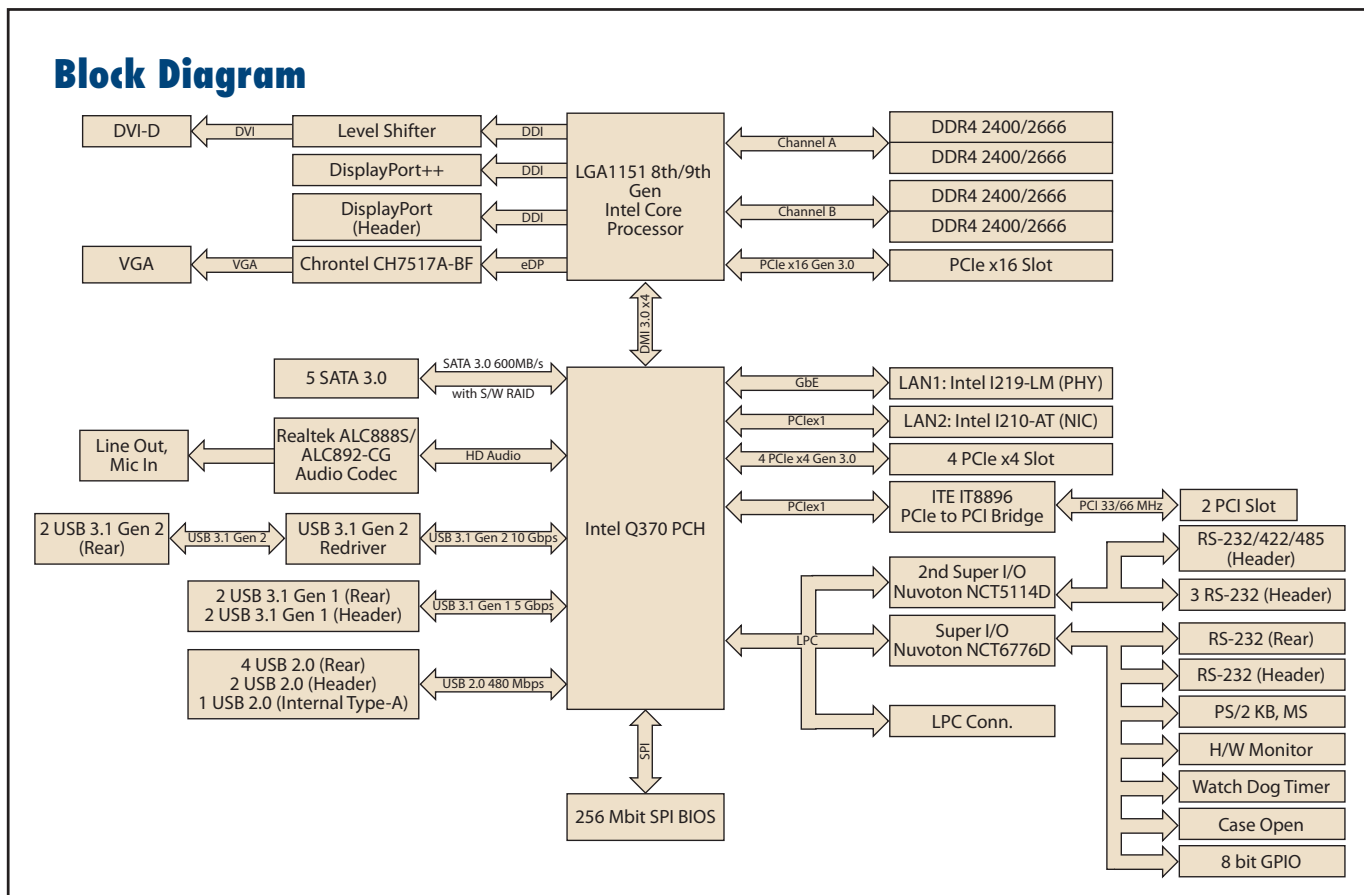 Block Diagram
DVI-D
DVI
Level Shifter
DDI
DisplayPort++
DDI
DisplayPort
(Header)
DDI
VGA
VGA
Chrontel CH7517A-BF
eDP
LGA1151 8th/9th
Gen
Intel Core
Processor
Channel A
DDR4 2400/2666
DDR4 2400/2666
Channel B
DDR4 2400/2666
DDR4 2400/2666
PCIe x16 Gen 3.0
PCIe x16 Slot
DMI 3.0 x4
5 SATA 3.0
SATA 3.0 600MB/s
with S/W RAID
Line Out,
Mic In
Realtek ALC888S/
ALC892-CG
Audio Codec
HD Audio
2 USB 3.1 Gen 2
(Rear)
USB 3.1 Gen 2
USB 3.1 Gen 2
Redriver
USB 3.1 Gen 2 10 Gbps
2 USB 3.1 Gen 1 (Rear)
2 USB 3.1 Gen 1 (Header)
USB 3.1 Gen 1 5 Gbps
4 USB 2.0 (Rear)
2 USB 2.0 (Header)
1 USB 2.0 (Internal Type-A)
USB 2.0 480 Mbps
Intel Q370 PCH
GbE
LAN1: Intel I219-LM (PHY)
PCIex1
LAN2: Intel I210-AT (NIC)
4 PCIe x4 Gen 3.0
4 PCIe x4 Slot
PCIex1
ITE IT8896
PCIe to PCI Bridge
PCI 33/66 MHz
2 PCI Slot
LPC
2nd Super I/O
Nuvoton NCT5114D
RS-232/422/485
(Header)
3 RS-232 (Header)
Super I/O
Nuvoton NCT6776D
RS-232 (Rear)
RS-232 (Header)
PS/2 KB, MS
H/W Monitor
Watch Dog Timer
Case Open
8 bit GPIO
LPC Conn.
SPI
256 Mbit SPI BIOS